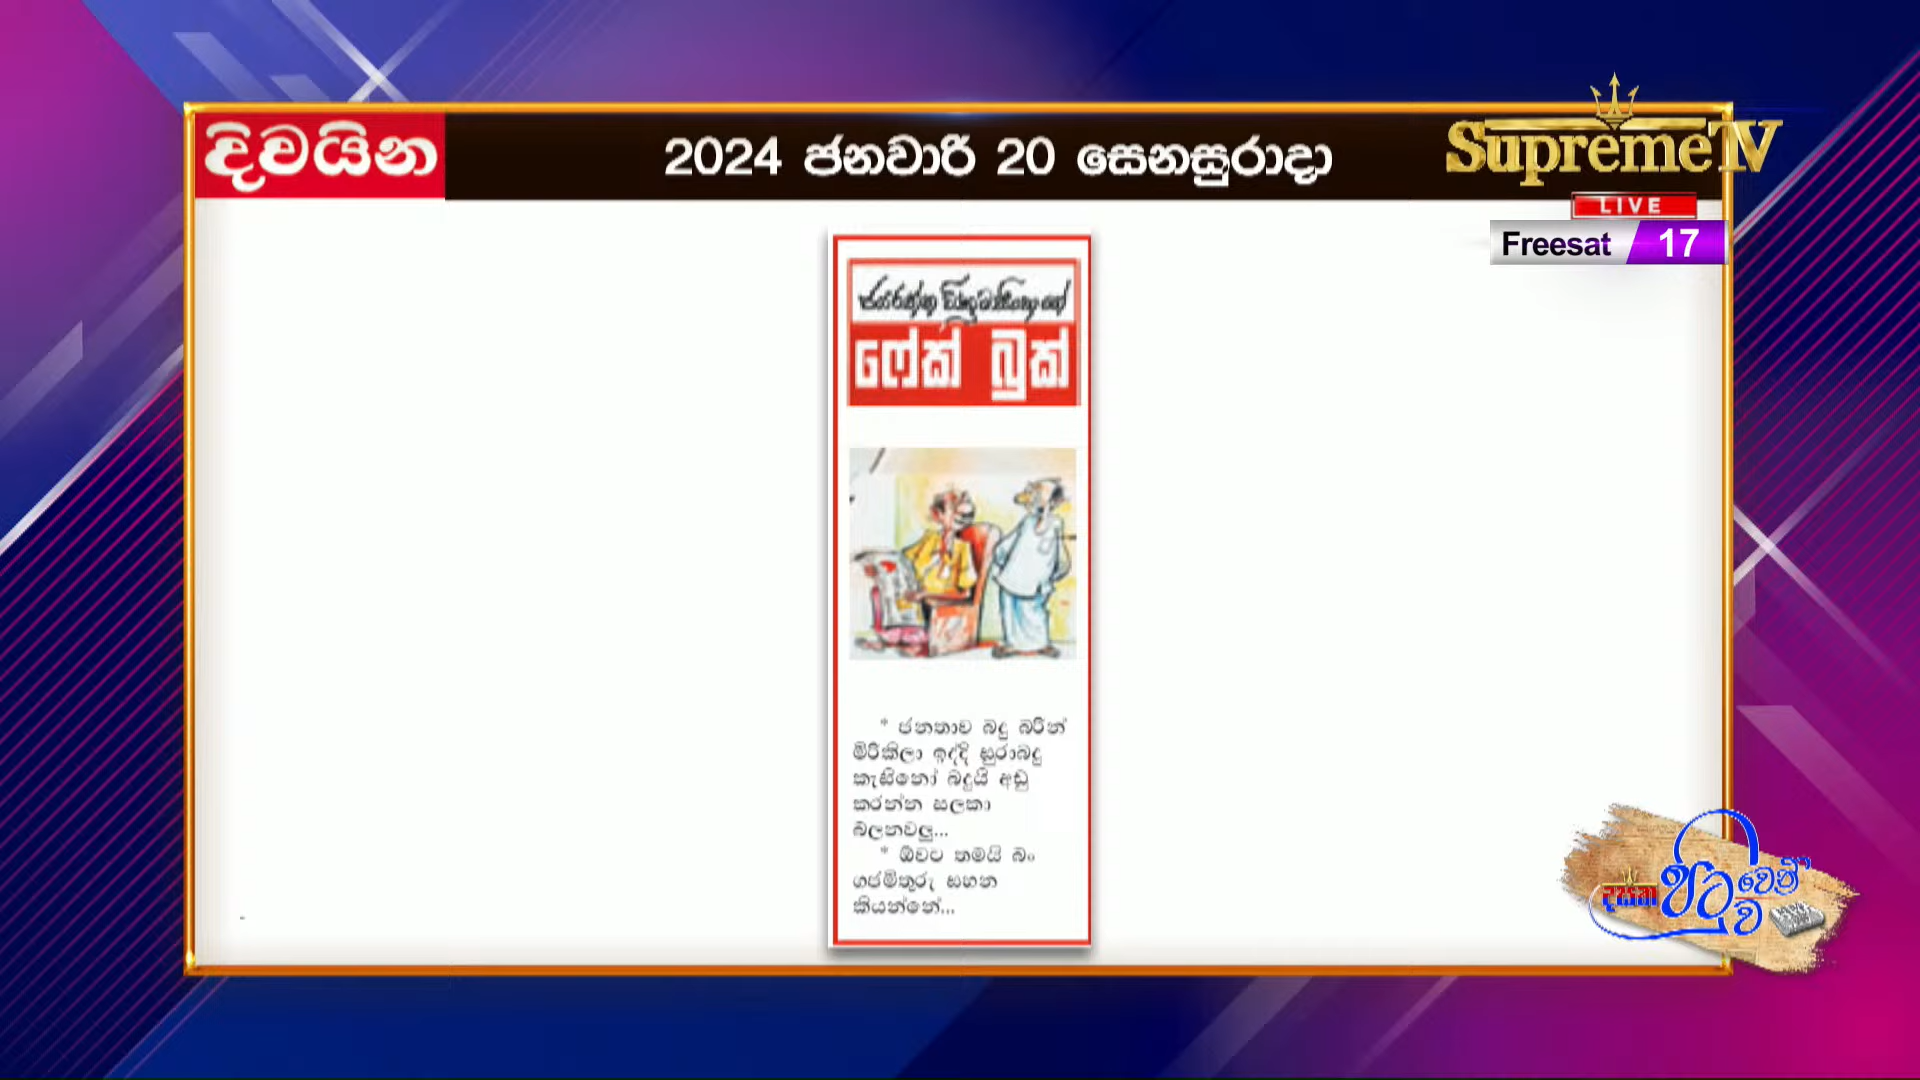 දිවයින
2024 ජනවාරි 20 සෙනසුරාදා
SupremeTV
LIVE
Freesat 17
ෆේක් බුක්
* ජනතාව බදු බරින්
මිරිකිලා ඉද්දි සුරාබදු
කැසිනෝ බදුයි අඩු
කරන්න සලකා
බලනවලු...
* ඕවට තමයි බං
ගජමිතුරු සහන
කියන්නේ...